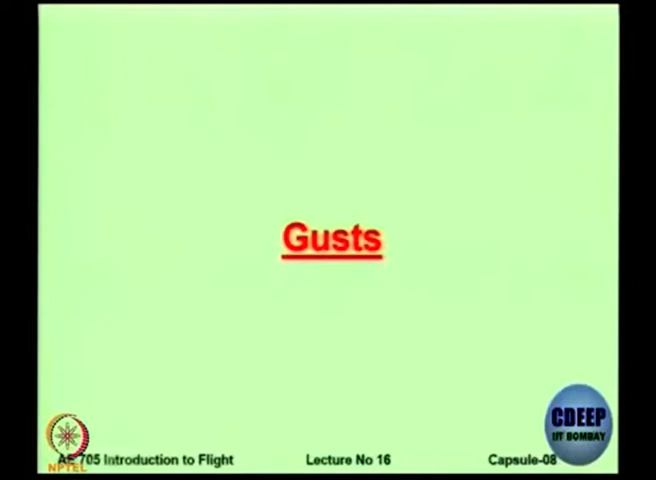 Gusts
CDEEP
IIT BOMBAY
NPTEL
AE 705 Introduction to Flight
Lecture No 16
Capsule-08